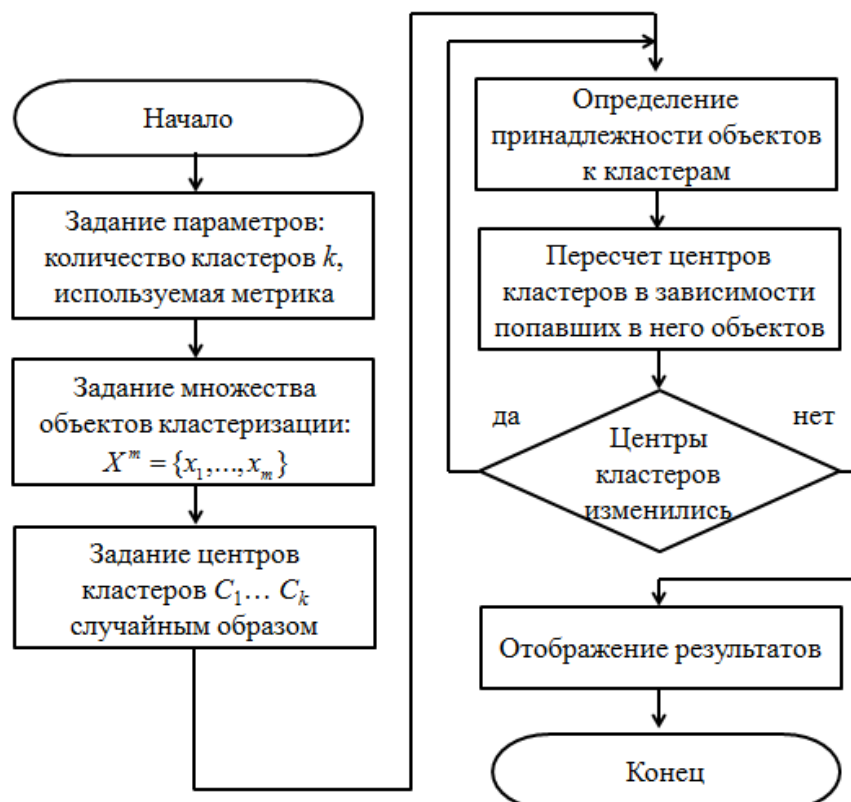 Начало
Задание параметров:
количество кластеров k,
используемая метрика
Задание множества
объектов кластеризации:
X^m = {x_1,...,x_m}
Задание центров
кластеров C_1... C_k
случайным образом
Определение
принадлежности объектов
к кластерам
Пересчет центров
кластеров в зависимости
попавших в него объектов
да
нет
Центры
кластеров
изменились
Отображение результатов
Конец